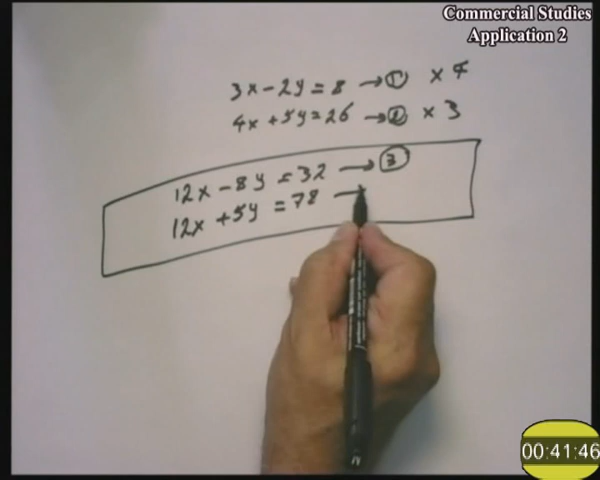 Commercial Studies
Application 2
3x - 2y = 8 → ① × 4
4x + 5y = 26 → ② × 3
12x - 8y = 32 → ③
12x + 5y = 78 →
00:41:46